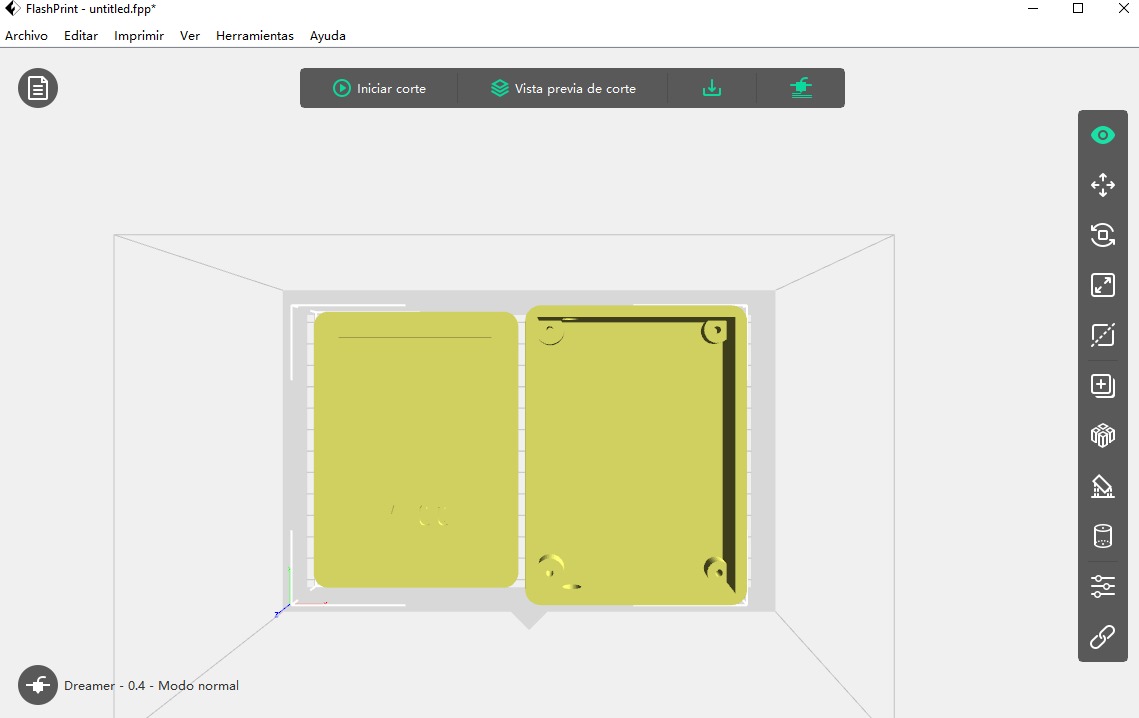 FlashPrint - untitled.fpp*
Archivo Editar Imprimir Ver Herramientas Ayuda
Iniciar corte Vista previa de corte
Dreamer - 0.4 - Modo normal